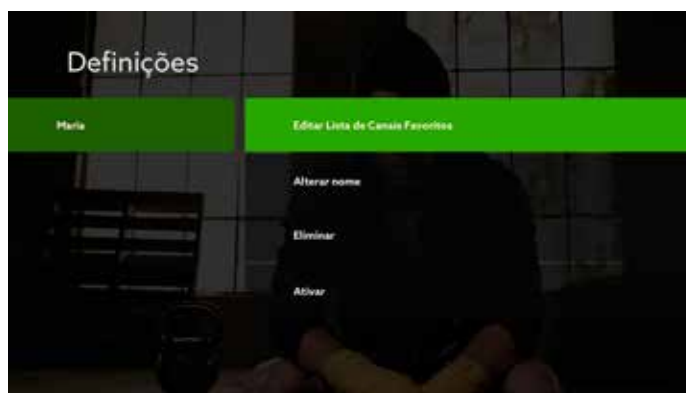 Definições
Maria
Editar Lista de Canais Favoritos
Alterar nome
Eliminar
Ativar